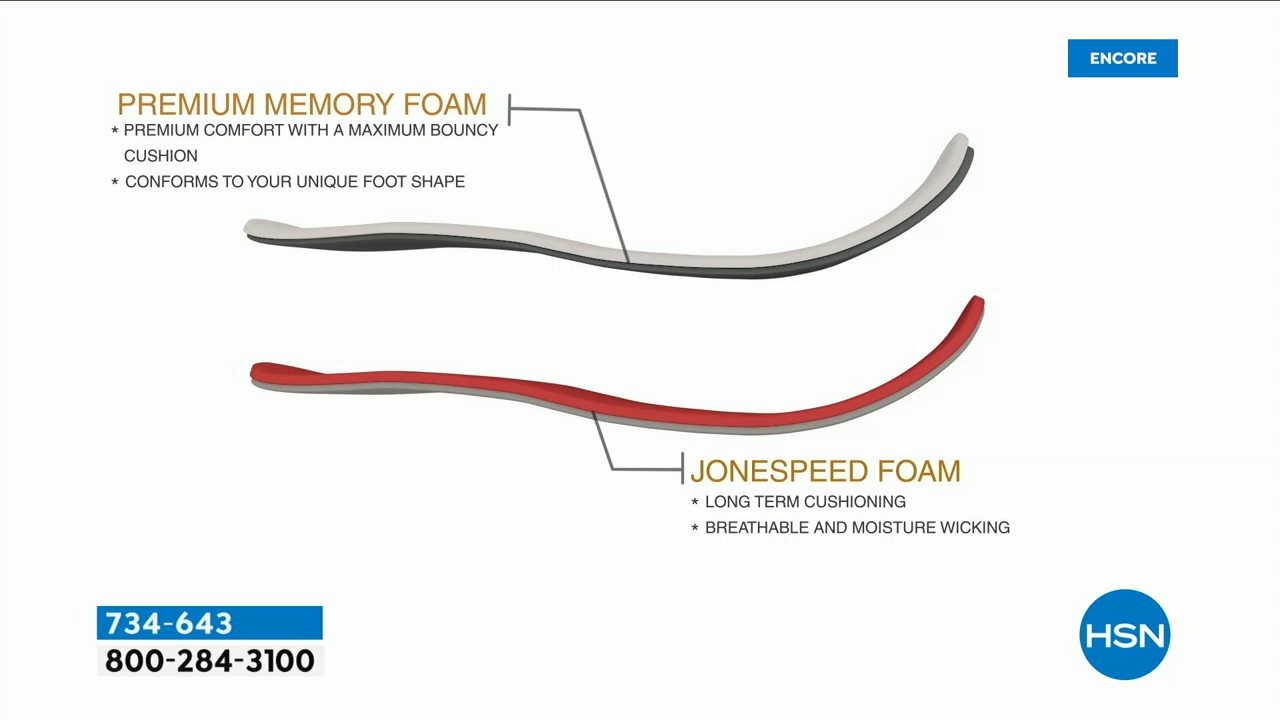 ENCORE
PREMIUM MEMORY FOAM
* PREMIUM COMFORT WITH A MAXIMUM BOUNCY
CUSHION
* CONFORMS TO YOUR UNIQUE FOOT SHAPE
JONESPEED FOAM
* LONG TERM CUSHIONING
* BREATHABLE AND MOISTURE WICKING
734-643
800-284-3100
HSN